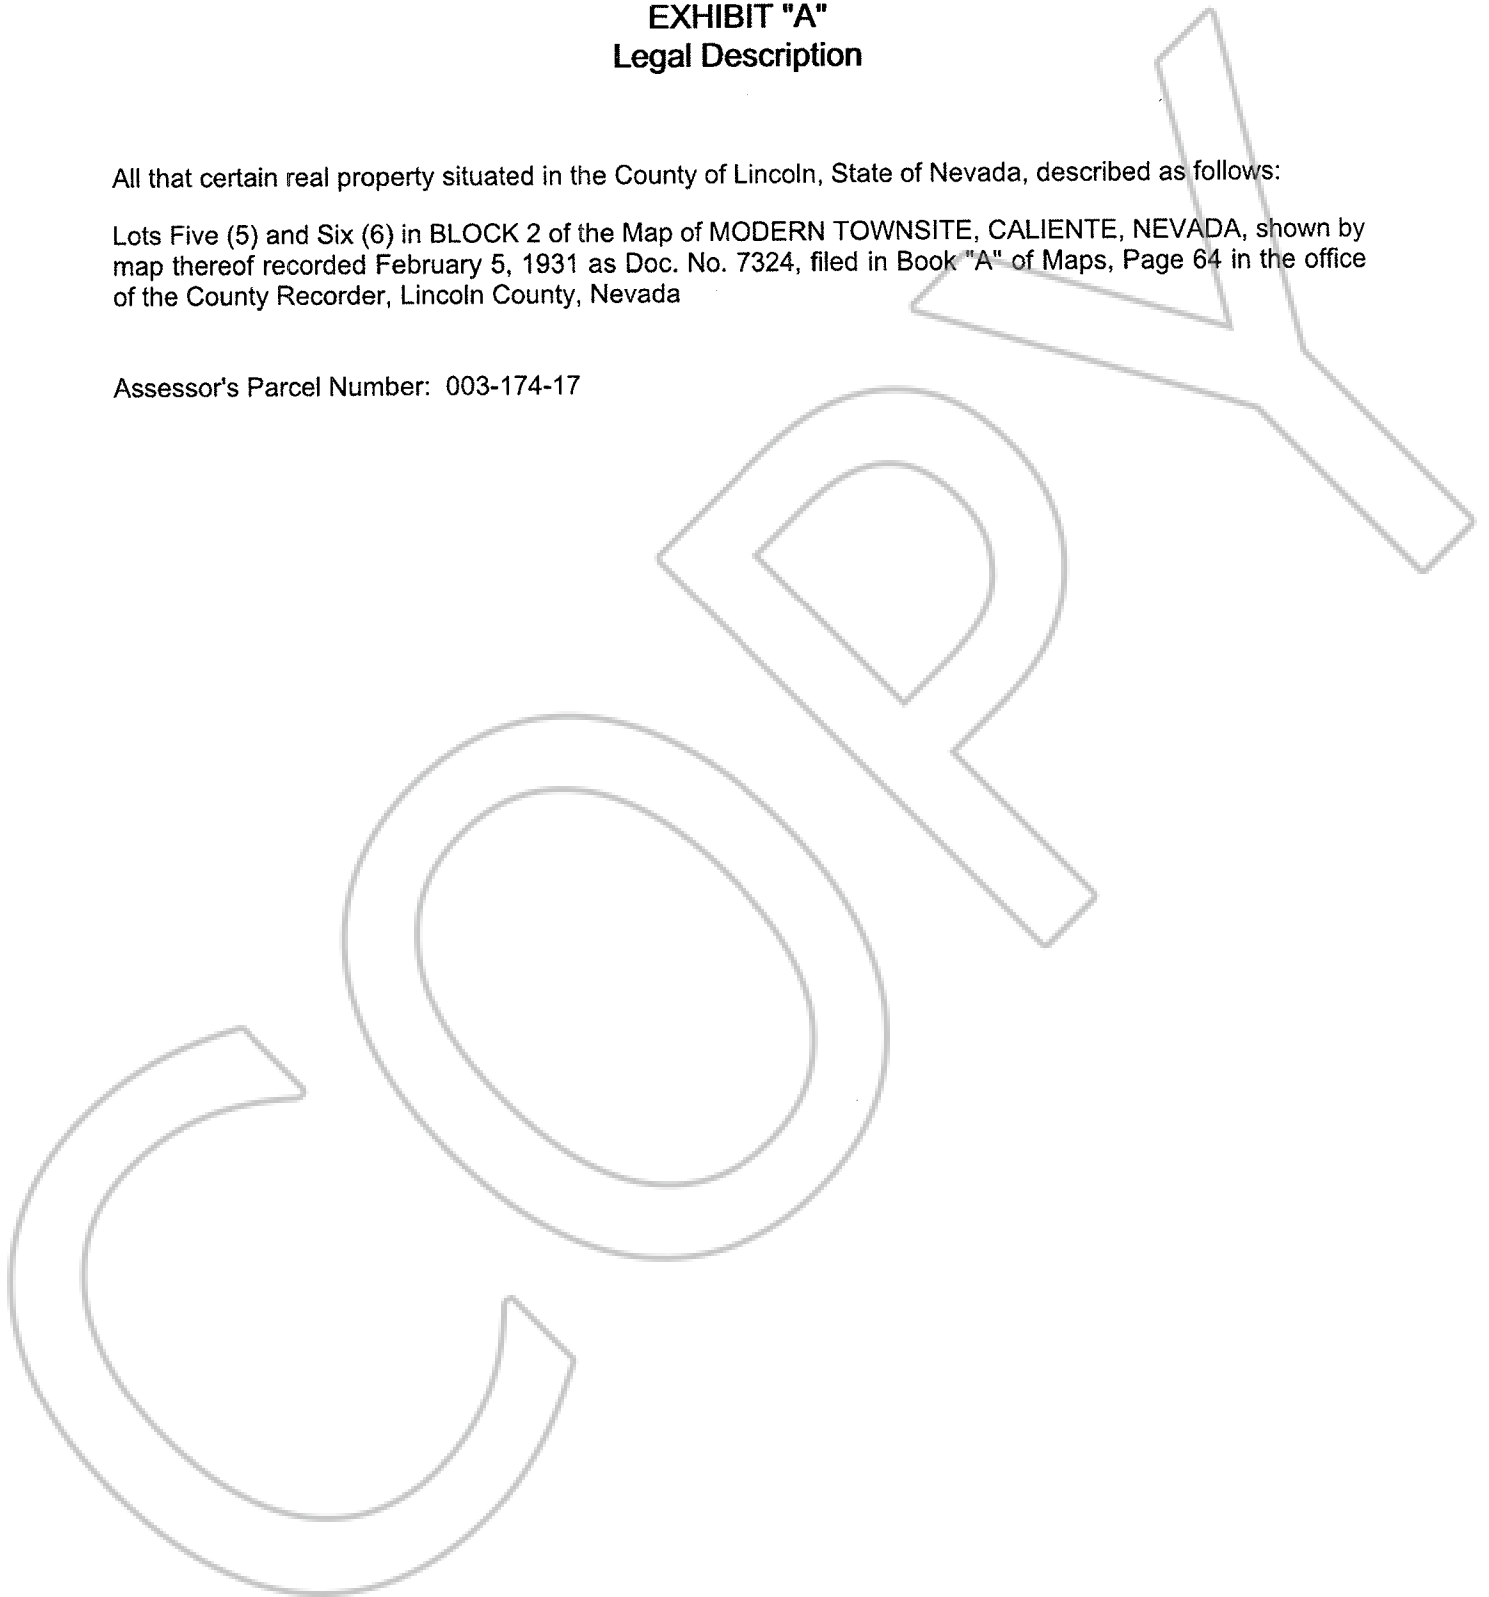 EXHIBIT "A"
Legal Description
All that certain real property situated in the County of Lincoln, State of Nevada, described as follows:
Lots Five (5) and Six (6) in BLOCK 2 of the Map of MODERN TOWNSITE, CALIENTE, NEVADA, shown by
map thereof recorded February 5, 1931 as Doc. No. 7324, filed in Book "A" of Maps, Page 64 in the office
of the County Recorder, Lincoln County, Nevada
Assessor's Parcel Number: 003-174-17
COPY